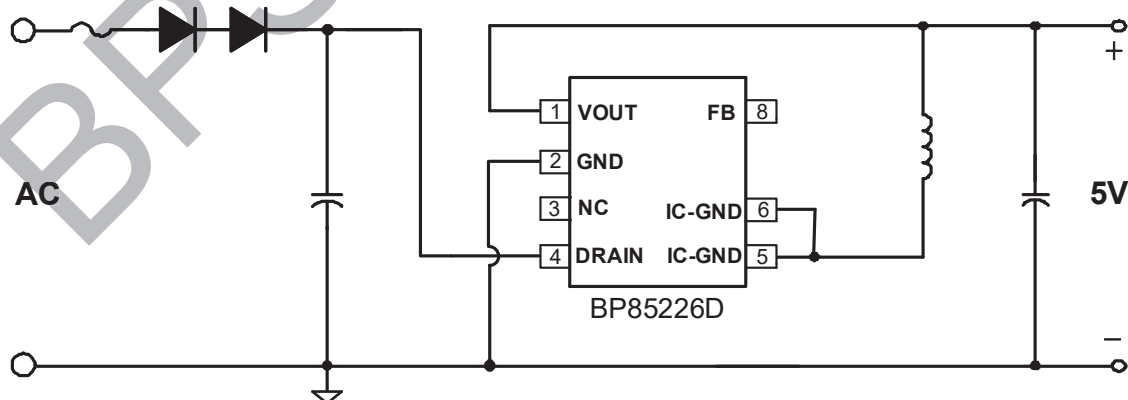 +
1 VOUT FB 8
2 GND
AC
3 NC IC-GND 6
5V
4 DRAIN IC-GND 5
BP85226D
−
BPS